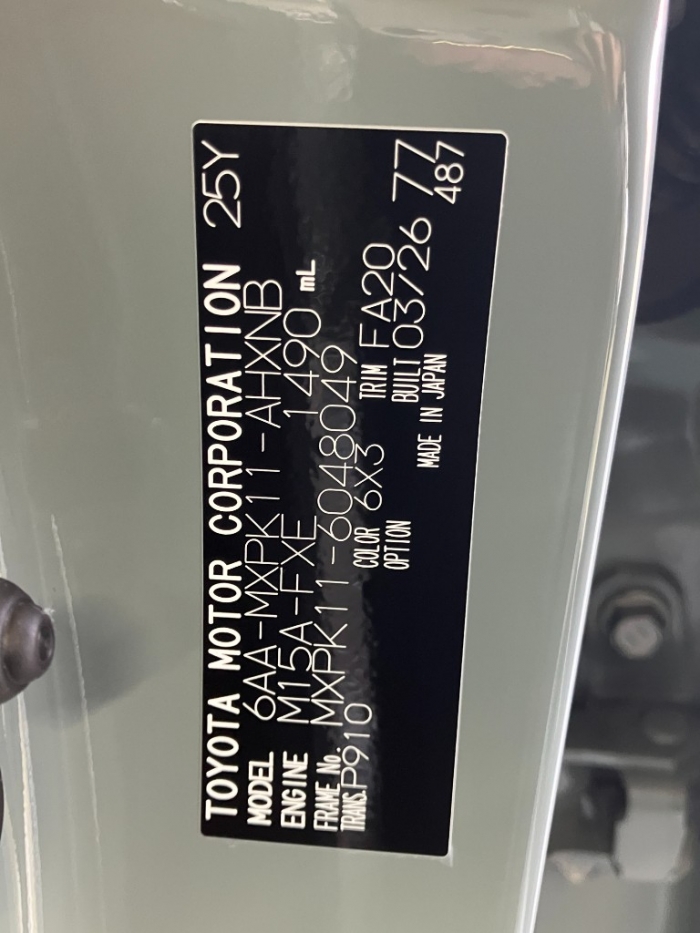 TOYOTA MOTOR CORPORATION 25Y
MODEL 6AA-MXPK11-AHXNB
ENGINE M15A-FXE 1490 mL
FRAME No. MXPK11-6048049
TRANS. P910
COLOR 6X3 TRIM FA20
OPTION BUILT 03/26 77
MADE IN JAPAN 487